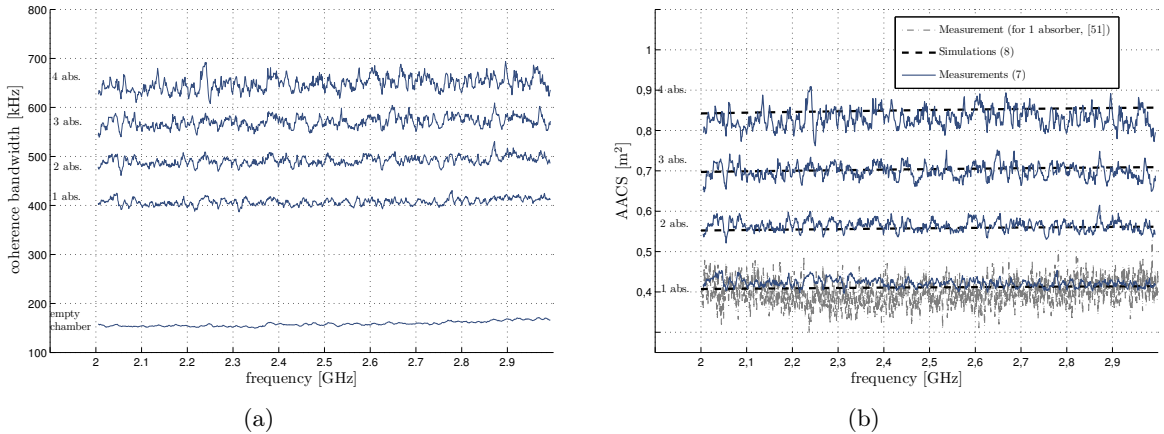 800
700
600
500
400
300
200
100
coherence bandwidth [kHz]
4 abs.
3 abs.
2 abs.
1 abs.
empty
chamber
2 2.1 2.2 2.3 2.4 2.5 2.6 2.7 2.8 2.9
frequency [GHz]
(a)
1
0,9
0,8
0,7
0,6
0,5
0,4
AACS [m²]
Measurement (for 1 absorber, [51])
Simulations (8)
Measurements (7)
4 abs.
3 abs.
2 abs.
1 abs.
2 2,1 2,2 2,3 2,4 2,5 2,6 2,7 2,8 2,9
frequency [GHz]
(b)